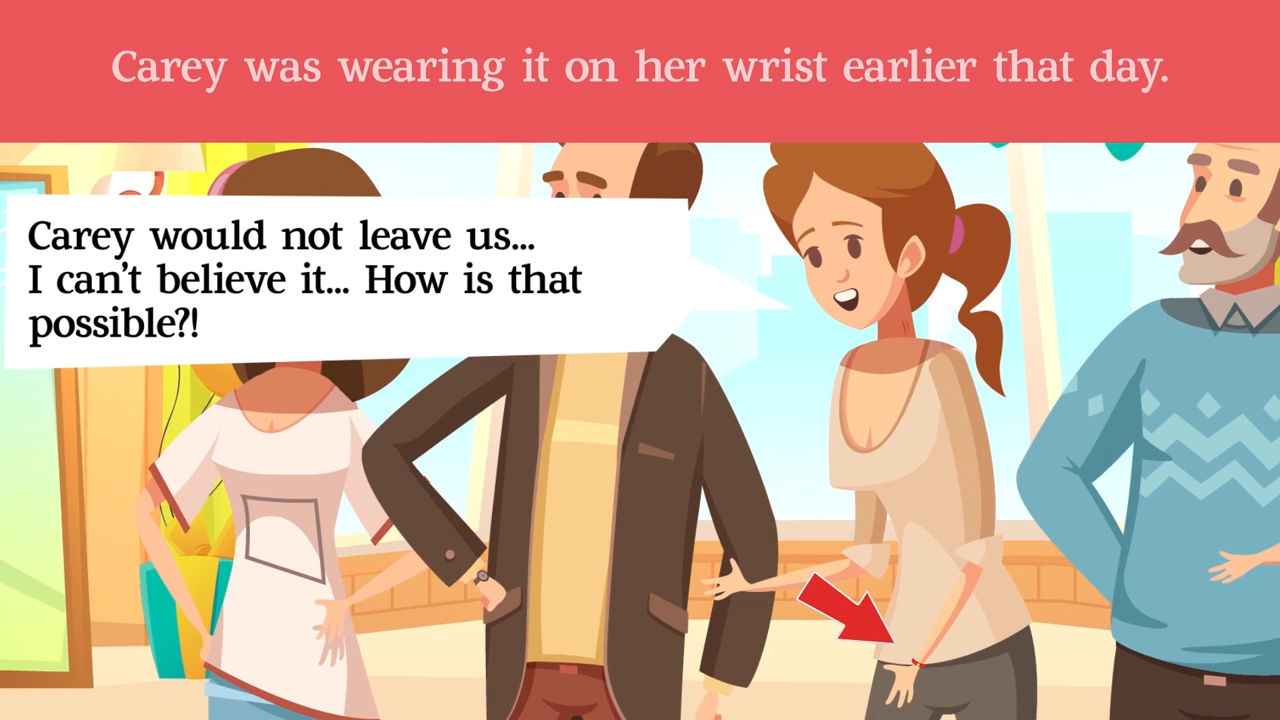 Carey was wearing it on her wrist earlier that day.
Carey would not leave us...
I can't believe it... How is that
possible?!